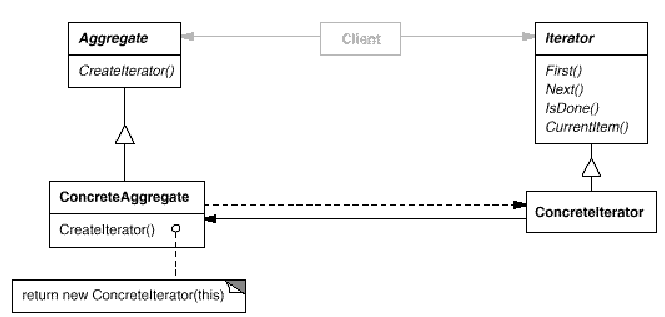 Aggregate
CreateIterator()
Client
Iterator
First()
Next()
IsDone()
CurrentItem()
ConcreteAggregate
CreateIterator()
ConcreteIterator
return new ConcreteIterator(this)